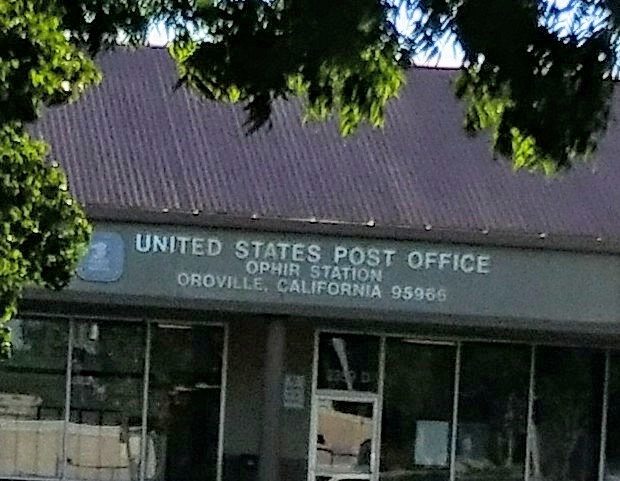 UNITED STATES POST OFFICE
OPHIR STATION
OROVILLE, CALIFORNIA 95966